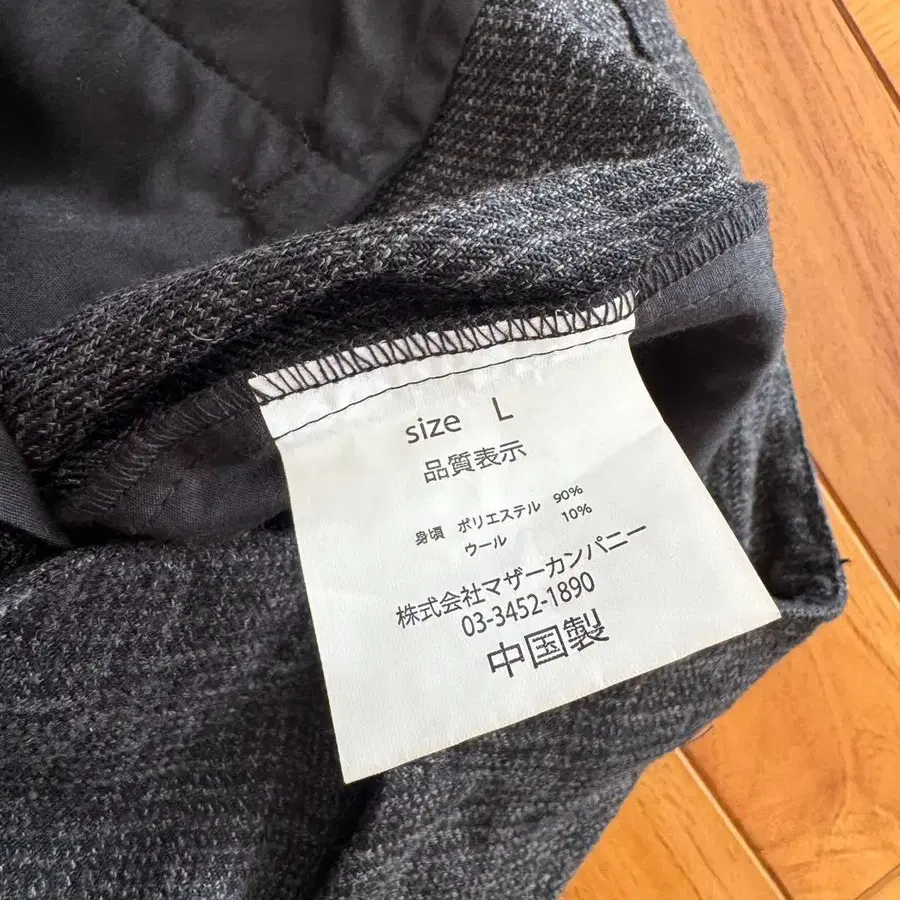 size L
品質表示
身頃 ポリエステル 90%
ウール 10%
株式会社マザーカンパニー
03-3452-1890
中国製